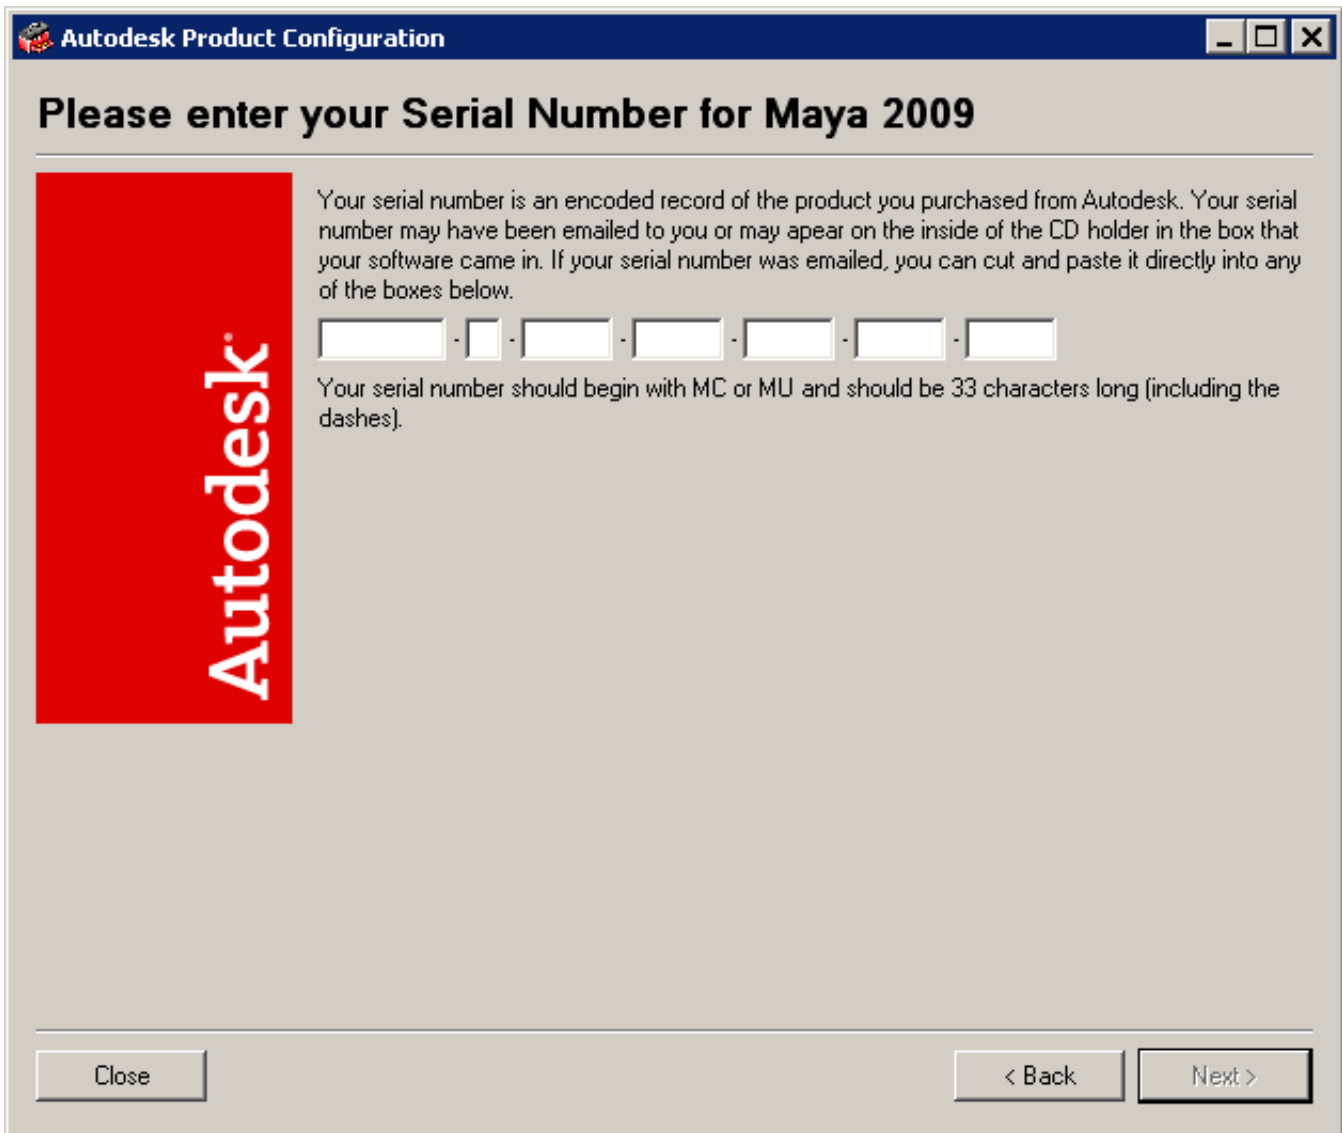 Autodesk Product Configuration
Please enter your Serial Number for Maya 2009
Autodesk
Your serial number is an encoded record of the product you purchased from Autodesk. Your serial
number may have been emailed to you or may apear on the inside of the CD holder in the box that
your software came in. If your serial number was emailed, you can cut and paste it directly into any
of the boxes below.
- - - - - -
Your serial number should begin with MC or MU and should be 33 characters long (including the
dashes).
Close
< Back
Next >